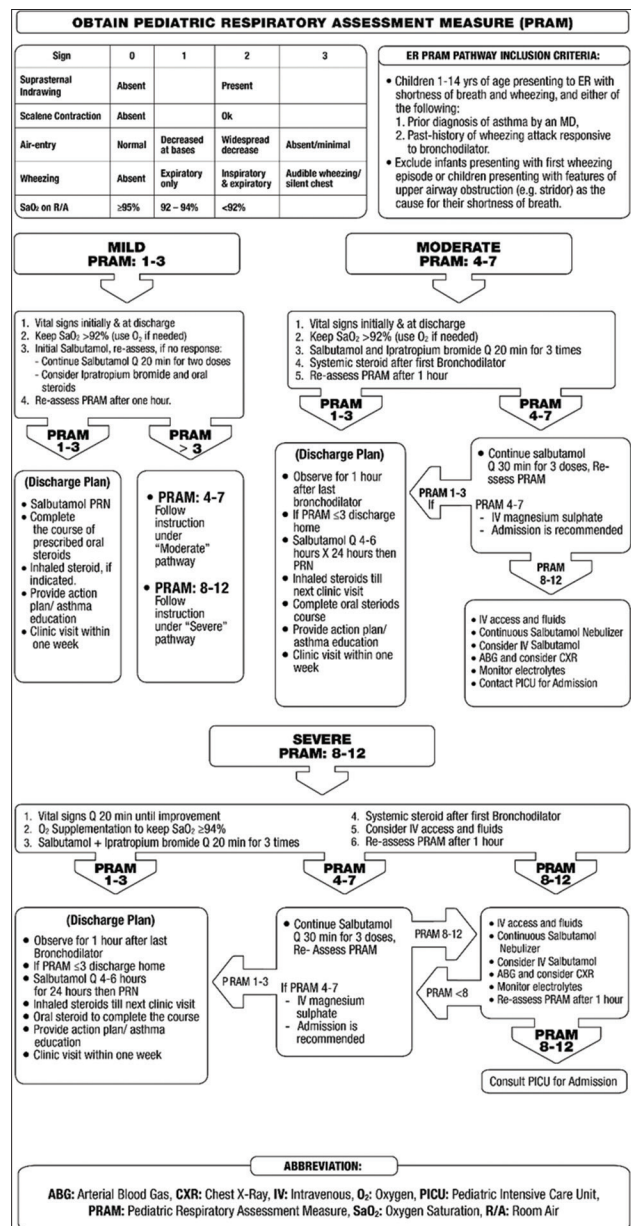 OBTAIN PEDIATRIC RESPIRATORY ASSESSMENT MEASURE (PRAM)
Sign 0 1 2 3
Suprasternal Indrawing Absent Present
Scalene Contraction Absent Ok
Air-entry Normal Decreased at bases Widespread decrease Absent/minimal
Wheezing Absent Expiratory only Inspiratory & expiratory Audible wheezing/ silent chest
SaO₂ on R/A ≥95% 92 – 94% <92%
ER PRAM PATHWAY INCLUSION CRITERIA:
• Children 1-14 yrs of age presenting to ER with
shortness of breath and wheezing, and either of
the following:
1. Prior diagnosis of asthma by an MD,
2. Past-history of wheezing attack responsive
to bronchodilator.
• Exclude infants presenting with first wheezing
episode or children presenting with features of
upper airway obstruction (e.g. stridor) as the
cause for their shortness of breath.
MILD
PRAM: 1-3
1. Vital signs initially & at discharge
2. Keep SaO₂ >92% (use O₂ if needed)
3. Initial Salbutamol, re-assess, if no response:
- Continue Salbutamol Q 20 min for two doses
- Consider Ipratropium bromide and oral
steroids
4. Re-assess PRAM after one hour.
PRAM
1-3
PRAM
> 3
(Discharge Plan)
• Salbutamol PRN
• Complete
the course of
prescribed oral
steroids
• Inhaled steroid, if
indicated.
• Provide action
plan/ asthma
education
• Clinic visit within
one week
• PRAM: 4-7
Follow
instruction
under
"Moderate"
pathway
• PRAM: 8-12
Follow
instruction
under "Severe"
pathway
MODERATE
PRAM: 4-7
1. Vital signs initially & at discharge
2. Keep SaO₂ >92% (use O₂ if needed)
3. Salbutamol and Ipratropium bromide Q 20 min for 3 times
4. Systemic steroid after first Bronchodilator
5. Re-assess PRAM after 1 hour
PRAM
1-3
PRAM
4-7
(Discharge Plan)
• Observe for 1 hour
after last
bronchodilator
• If PRAM ≤3 discharge
home
• Salbutamol Q 4-6
hours X 24 hours then
PRN
• Inhaled steroids till
next clinic visit
• Complete oral steriods
course
• Provide action plan/
asthma education
• Clinic visit within one
week
• Continue salbutamol
Q 30 min for 3 doses, Re-
assess PRAM
PRAM 1-3
If
PRAM 4-7
- IV magnesium sulphate
- Admission is recommended
PRAM
8-12
• IV access and fluids
• Continuous Salbutamol Nebulizer
• Consider IV Salbutamol
• ABG and consider CXR
• Monitor electrolytes
• Contact PICU for Admission
SEVERE
PRAM: 8-12
1. Vital signs Q 20 min until improvement
2. O₂ Supplementation to keep SaO₂ ≥94%
3. Salbutamol + Ipratropium bromide Q 20 min for 3 times
4. Systemic steroid after first Bronchodilator
5. Consider IV access and fluids
6. Re-assess PRAM after 1 hour
PRAM
1-3
PRAM
4-7
PRAM
8-12
(Discharge Plan)
• Observe for 1 hour after last
Bronchodilator
• If PRAM ≤3 discharge home
• Salbutamol Q 4-6 hours
for 24 hours then PRN
• Inhaled steroids till next clinic visit
• Oral steroid to complete the course
• Provide action plan/ asthma
education
• Clinic visit within one week
PRAM 1-3
• Continue Salbutamol
Q 30 min for 3 doses,
Re- Assess PRAM
If PRAM 4-7
- IV magnesium
sulphate
- Admission is
recommended
PRAM 8-12
PRAM <8
• IV access and fluids
• Continuous Salbutamol
Nebulizer
• Consider IV Salbutamol
• ABG and consider CXR
• Monitor electrolytes
• Re-assess PRAM after 1 hour
PRAM
8-12
Consult PICU for Admission
ABBREVIATION:
ABG: Arterial Blood Gas, CXR: Chest X-Ray, IV: Intravenous, O₂: Oxygen, PICU: Pediatric Intensive Care Unit,
PRAM: Pediatric Respiratory Assessment Measure, SaO₂: Oxygen Saturation, R/A: Room Air